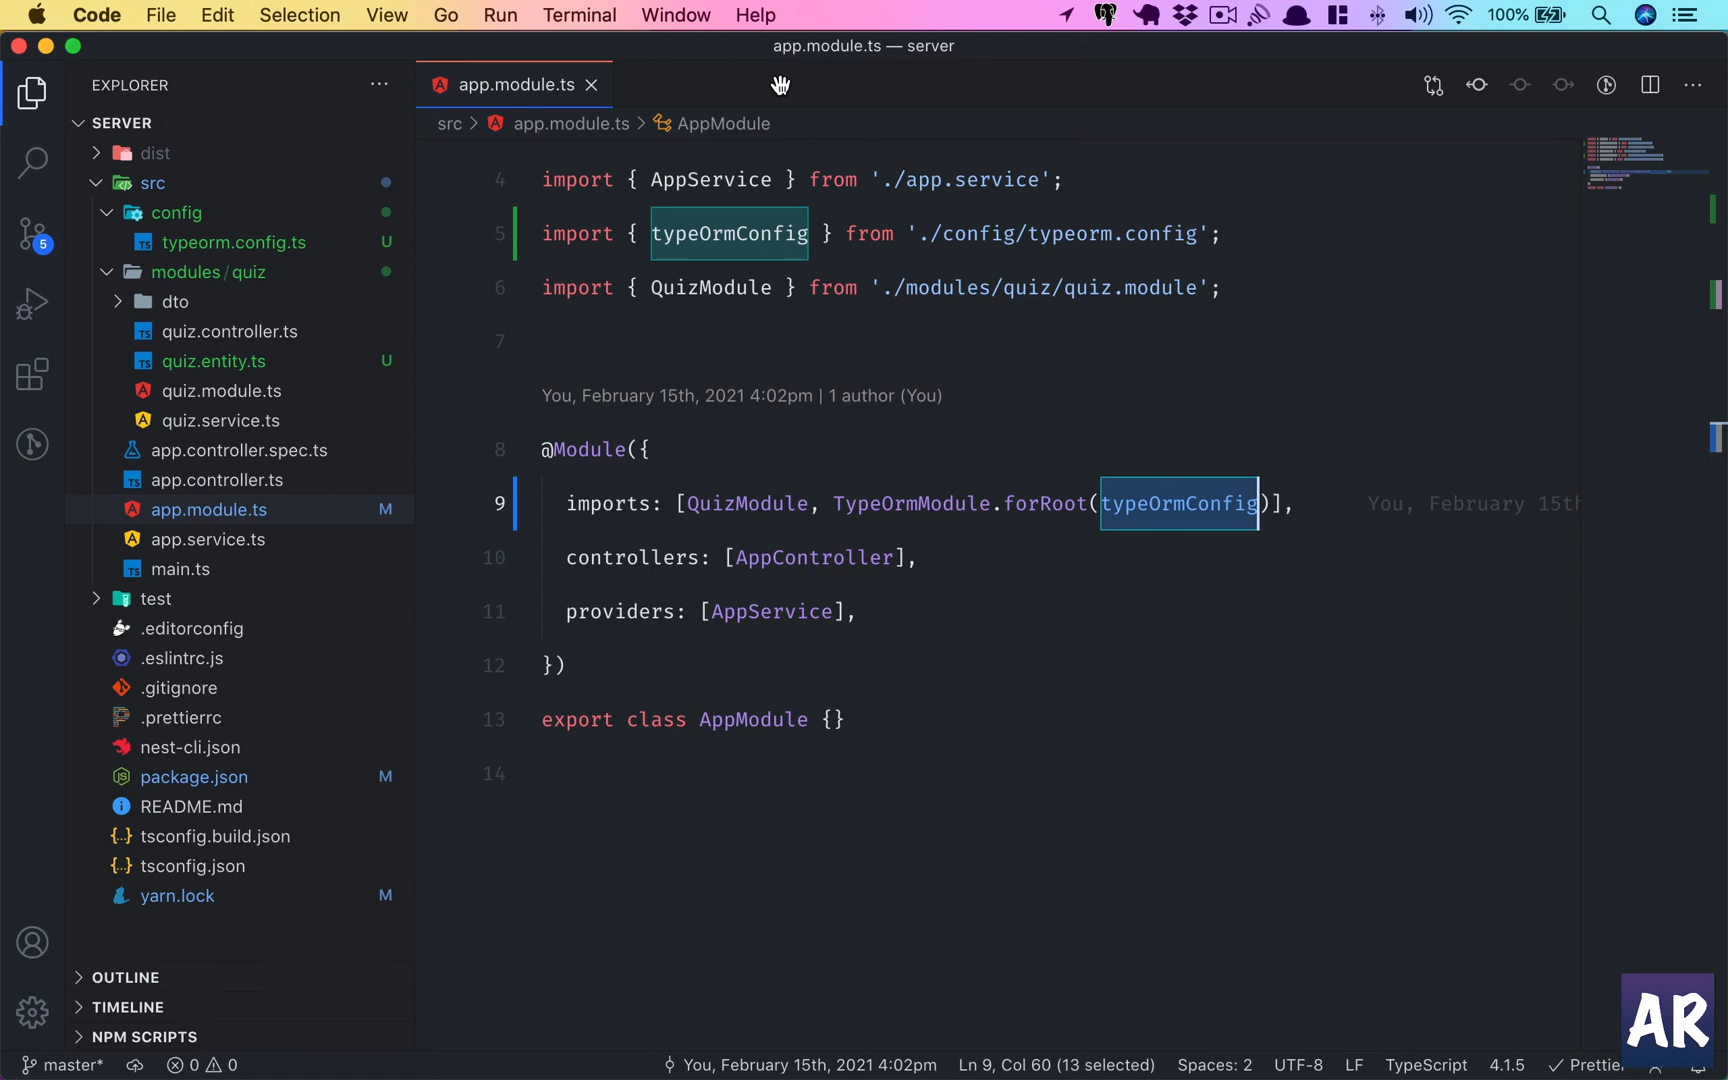 Code File Edit Selection View Go Run Terminal Window Help 100%
app.module.ts — server
EXPLORER
app.module.ts
src > app.module.ts > AppModule
SERVER
dist
src
config
typeorm.config.ts U
modules / quiz
dto
quiz.controller.ts
quiz.entity.ts U
quiz.module.ts
quiz.service.ts
app.controller.spec.ts
app.controller.ts
app.module.ts M
app.service.ts
main.ts
test
.editorconfig
.eslintrc.js
.gitignore
.prettierrc
nest-cli.json
package.json M
README.md
tsconfig.build.json
tsconfig.json
yarn.lock M
OUTLINE
TIMELINE
NPM SCRIPTS
5
4 import { AppService } from './app.service';
5 import { typeOrmConfig } from './config/typeorm.config';
6 import { QuizModule } from './modules/quiz/quiz.module';
7
You, February 15th, 2021 4:02pm | 1 author (You)
8 @Module({
9 imports: [QuizModule, TypeOrmModule.forRoot(typeOrmConfig)], You, February 15th
10 controllers: [AppController],
11 providers: [AppService],
12 })
13 export class AppModule {}
14
AR
master* 0 0 You, February 15th, 2021 4:02pm Ln 9, Col 60 (13 selected) Spaces: 2 UTF-8 LF TypeScript 4.1.5 Prettier